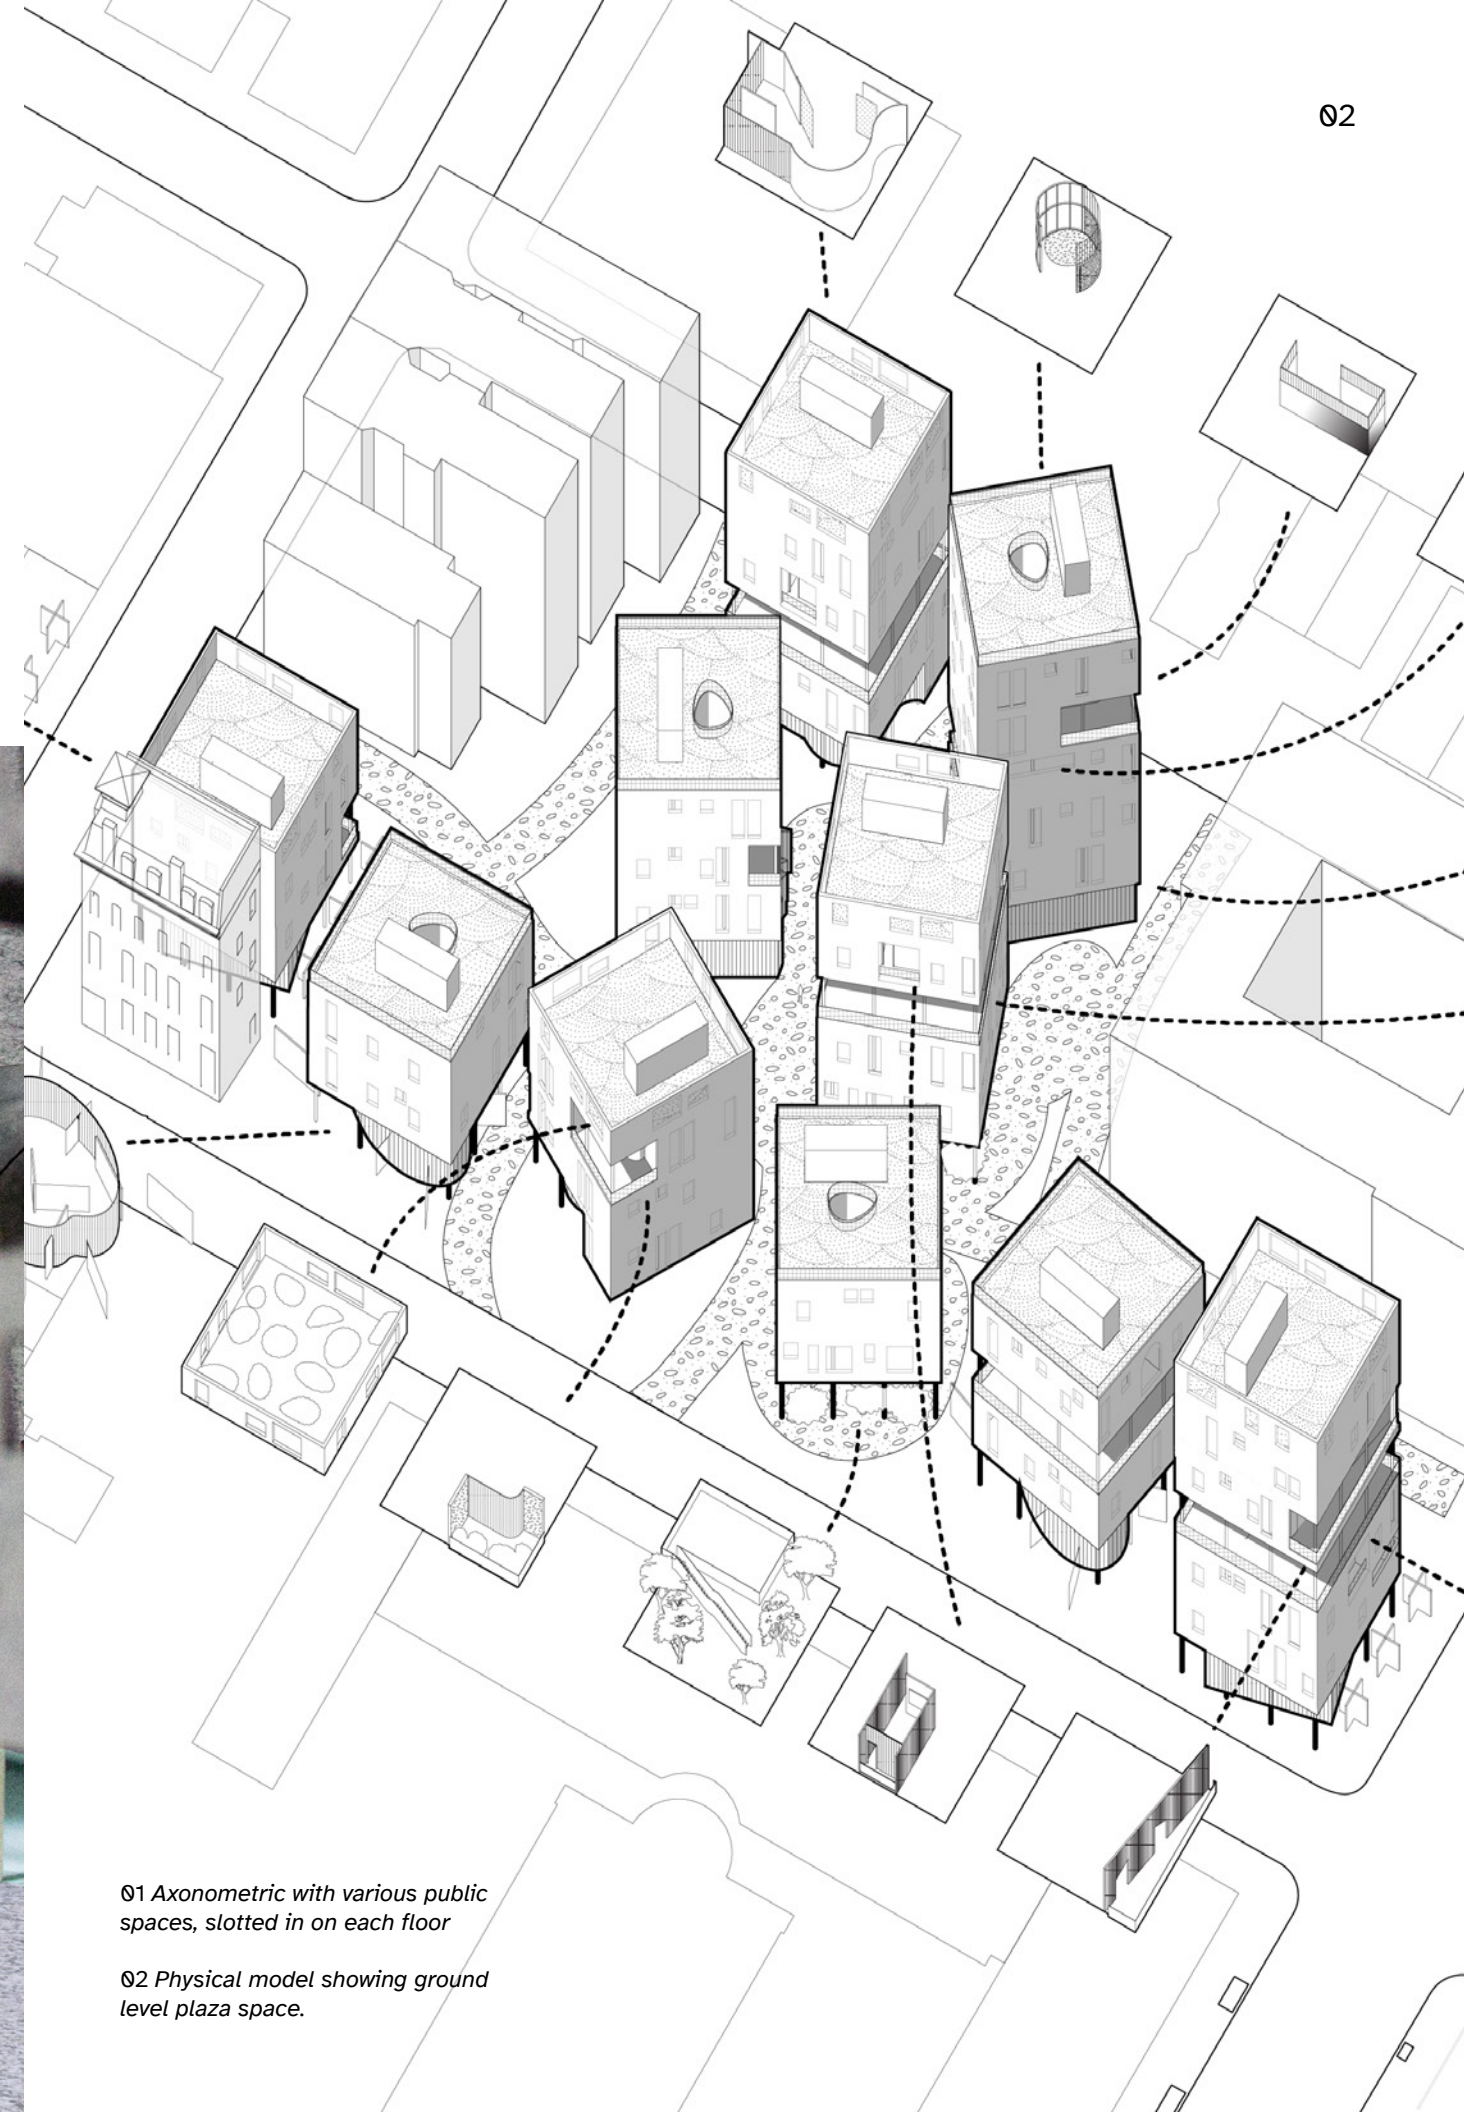 02
01 Axonometric with various public
spaces, slotted in on each floor
02 Physical model showing ground
level plaza space.